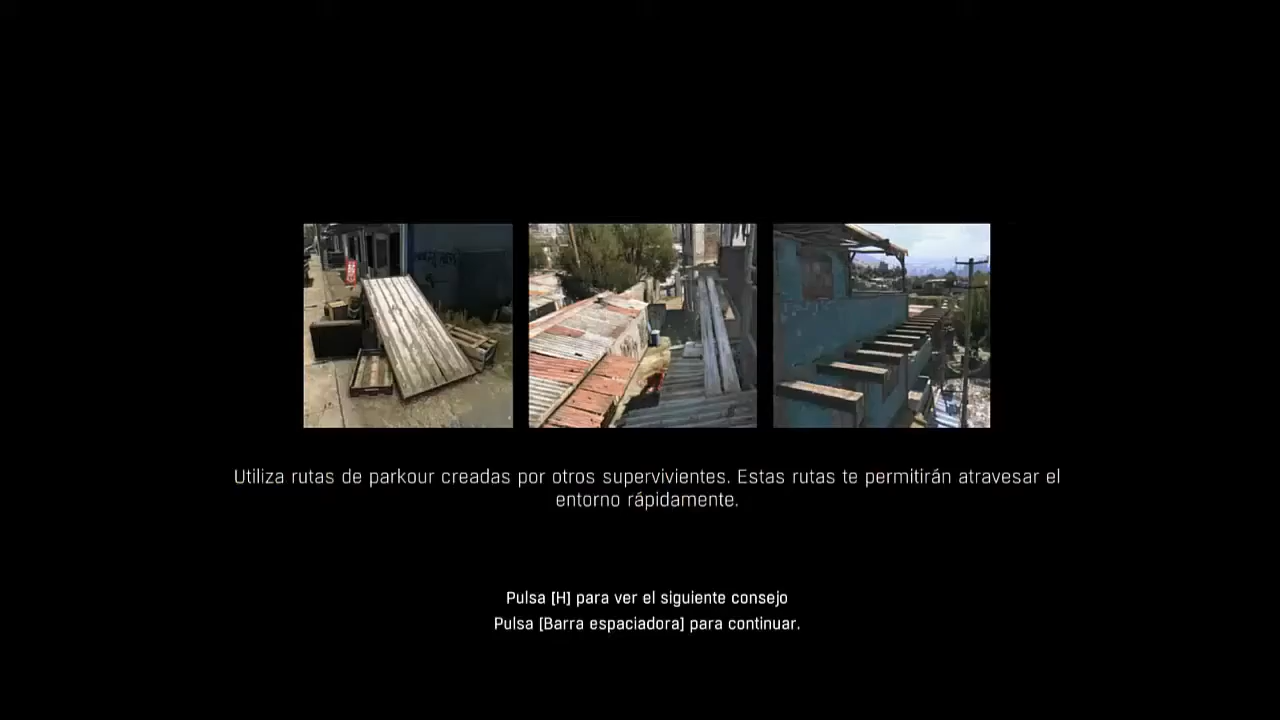 Utiliza rutas de parkour creadas por otros supervivientes. Estas rutas te permitirán atravesar el
entorno rápidamente.
Pulsa [H] para ver el siguiente consejo
Pulsa [Barra espaciadora] para continuar.